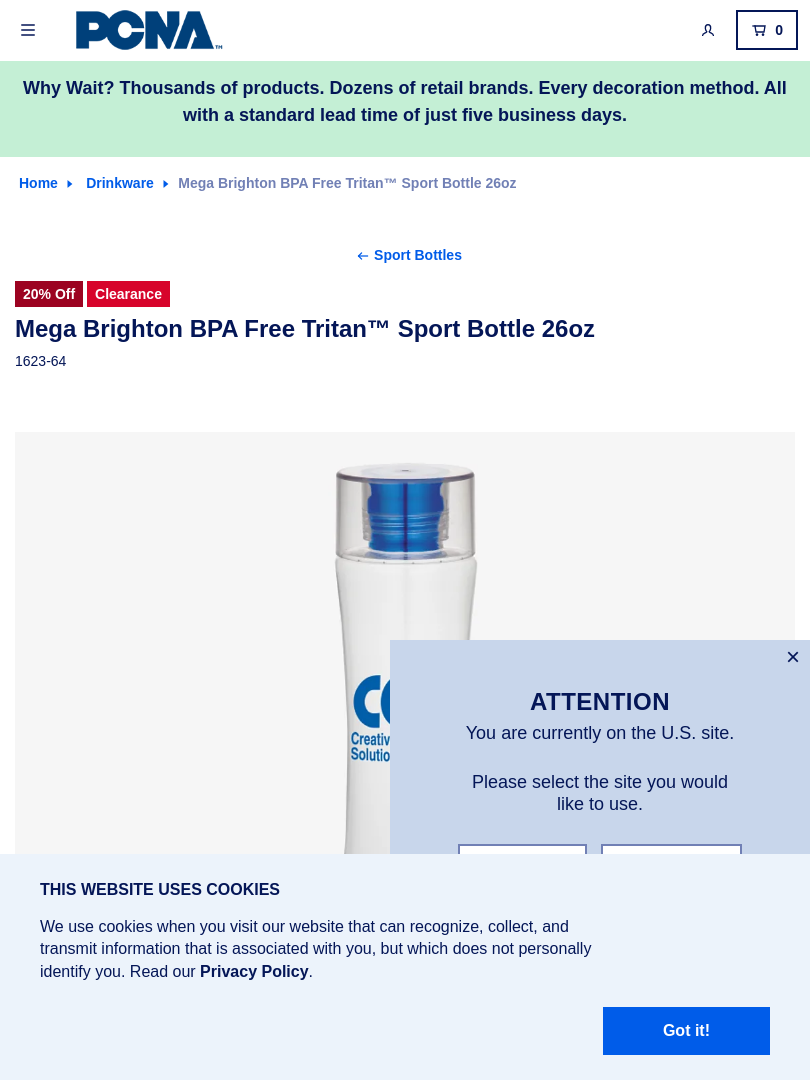 PCNA™
0
Why Wait? Thousands of products. Dozens of retail brands. Every decoration method. All
with a standard lead time of just five business days.
Home
Drinkware
Mega Brighton BPA Free Tritan™ Sport Bottle 26oz
Sport Bottles
20% Off
Clearance
Mega Brighton BPA Free Tritan™ Sport Bottle 26oz
1623-64
Creativ
Solutio
ATTENTION
You are currently on the U.S. site.
Please select the site you would
like to use.
THIS WEBSITE USES COOKIES
We use cookies when you visit our website that can recognize, collect, and
transmit information that is associated with you, but which does not personally
identify you. Read our Privacy Policy.
Got it!